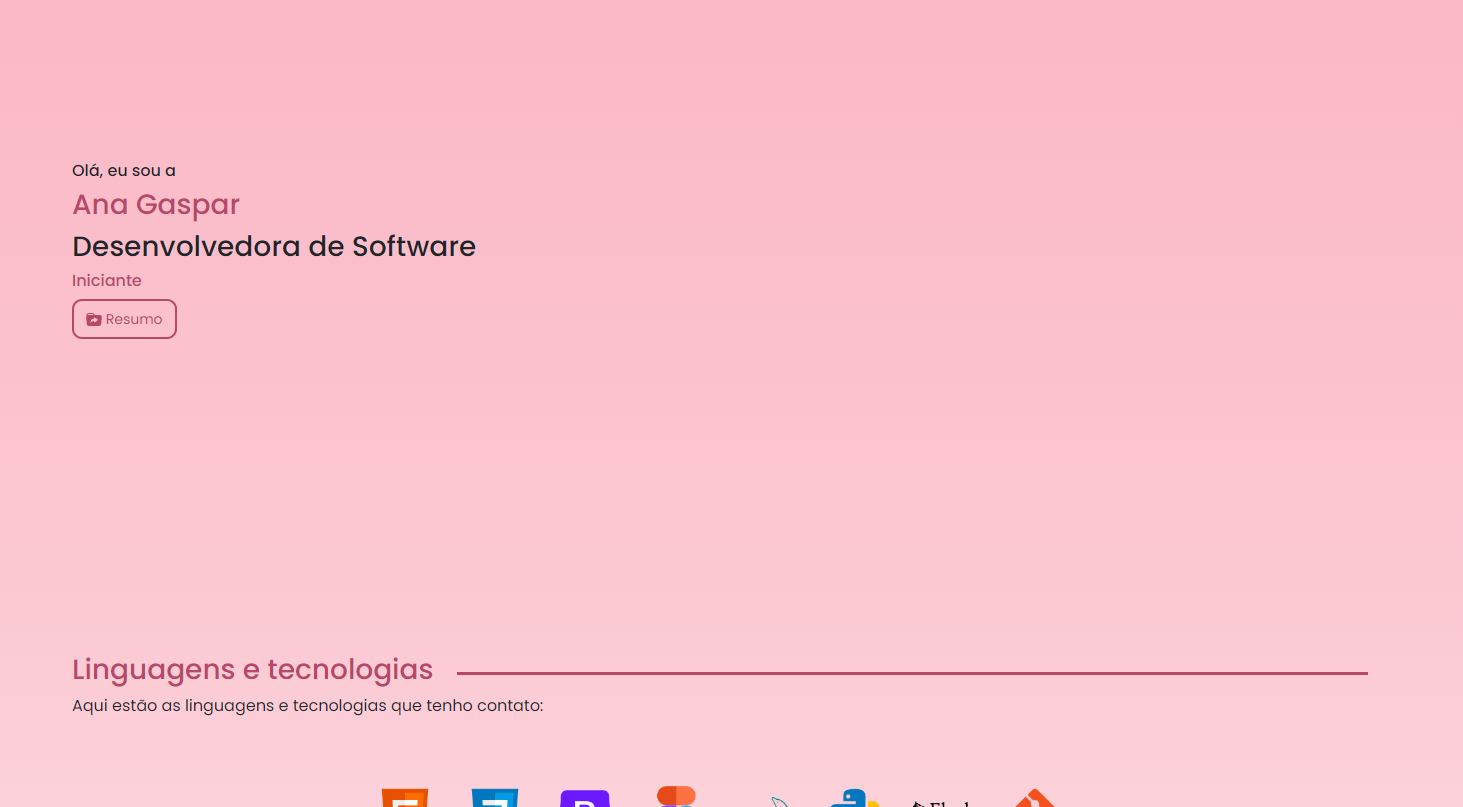 Olá, eu sou a
Ana Gaspar
Desenvolvedora de Software
Iniciante
Resumo
Linguagens e tecnologias
Aqui estão as linguagens e tecnologias que tenho contato: